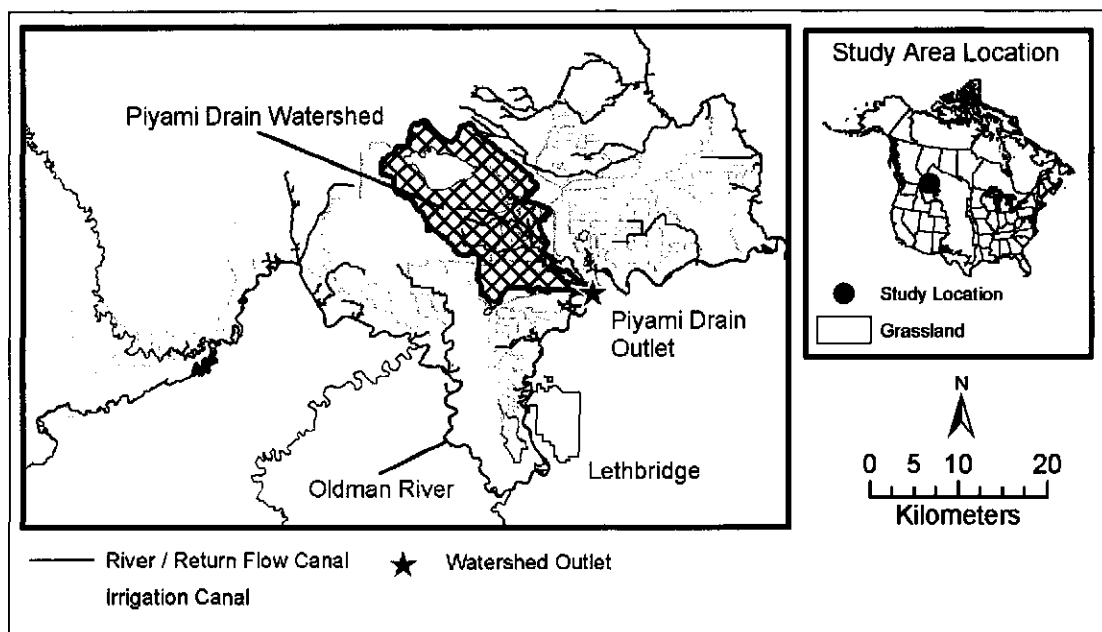 Piyami Drain Watershed
Piyami Drain
Outlet
Oldman River
Lethbridge
River / Return Flow Canal
Watershed Outlet
Irrigation Canal
Study Area Location
Study Location
Grassland
N
0 5 10 20
Kilometers